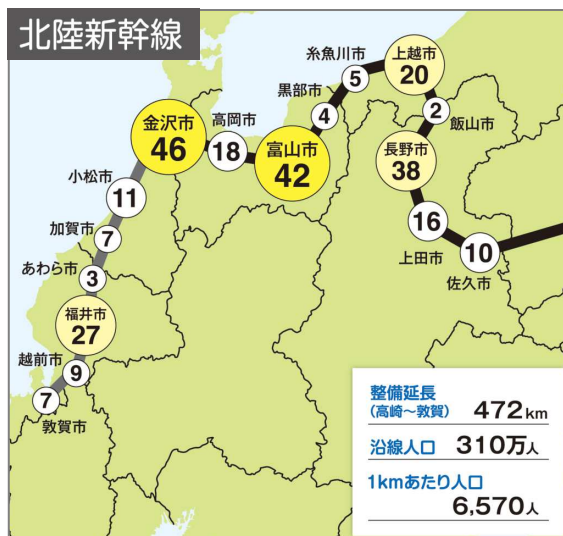 北陸新幹線
糸魚川市
5
上越市
20
黒部市
4
2
飯山市
金沢市
46
高岡市
18
富山市
42
長野市
38
小松市
11
16
上田市
10
佐久市
加賀市
7
あわら市
3
福井市
27
越前市
9
7
敦賀市
整備延長
(高崎〜敦賀) 472km
沿線人口 310万人
1kmあたり人口
6,570人